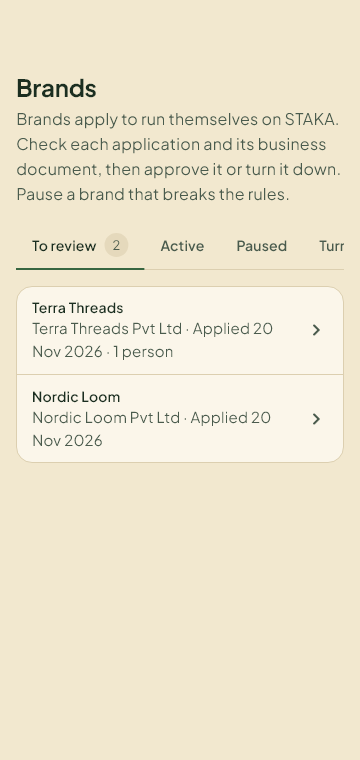 Brands
Brands apply to run themselves on STAKA.
Check each application and its business
document, then approve it or turn it down.
Pause a brand that breaks the rules.
To review 2 Active Paused Turr
Terra Threads
Terra Threads Pvt Ltd · Applied 20
Nov 2026 · 1 person
Nordic Loom
Nordic Loom Pvt Ltd · Applied 20
Nov 2026